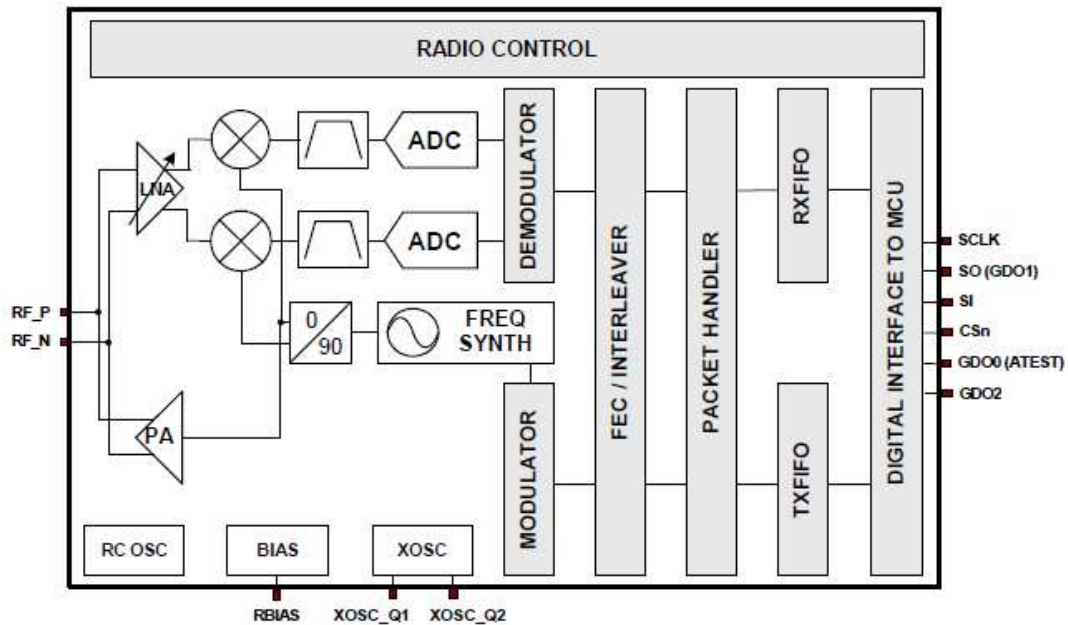 RADIO CONTROL
LNA
ADC
ADC
DEMODULATOR
FEC / INTERLEAVER
PACKET HANDLER
RXFIFO
DIGITAL INTERFACE TO MCU
SCLK
SO (GDO1)
SI
CSn
GDO0 (ATEST)
GDO2
RF_P
RF_N
0
90
FREQ
SYNTH
PA
MODULATOR
TXFIFO
RC OSC
BIAS
XOSC
RBIAS
XOSC_Q1
XOSC_Q2